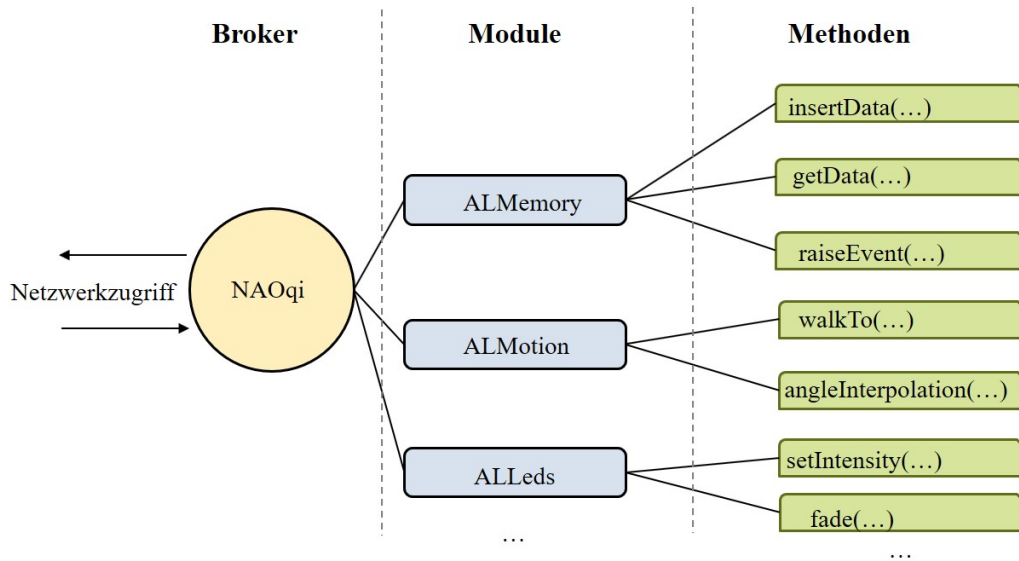 Broker
Module
Methoden
insertData(…)
getData(…)
ALMemory
raiseEvent(…)
Netzwerkzugriff
NAOqi
walkTo(…)
ALMotion
angleInterpolation(…)
setIntensity(…)
ALLeds
fade(…)
…
…